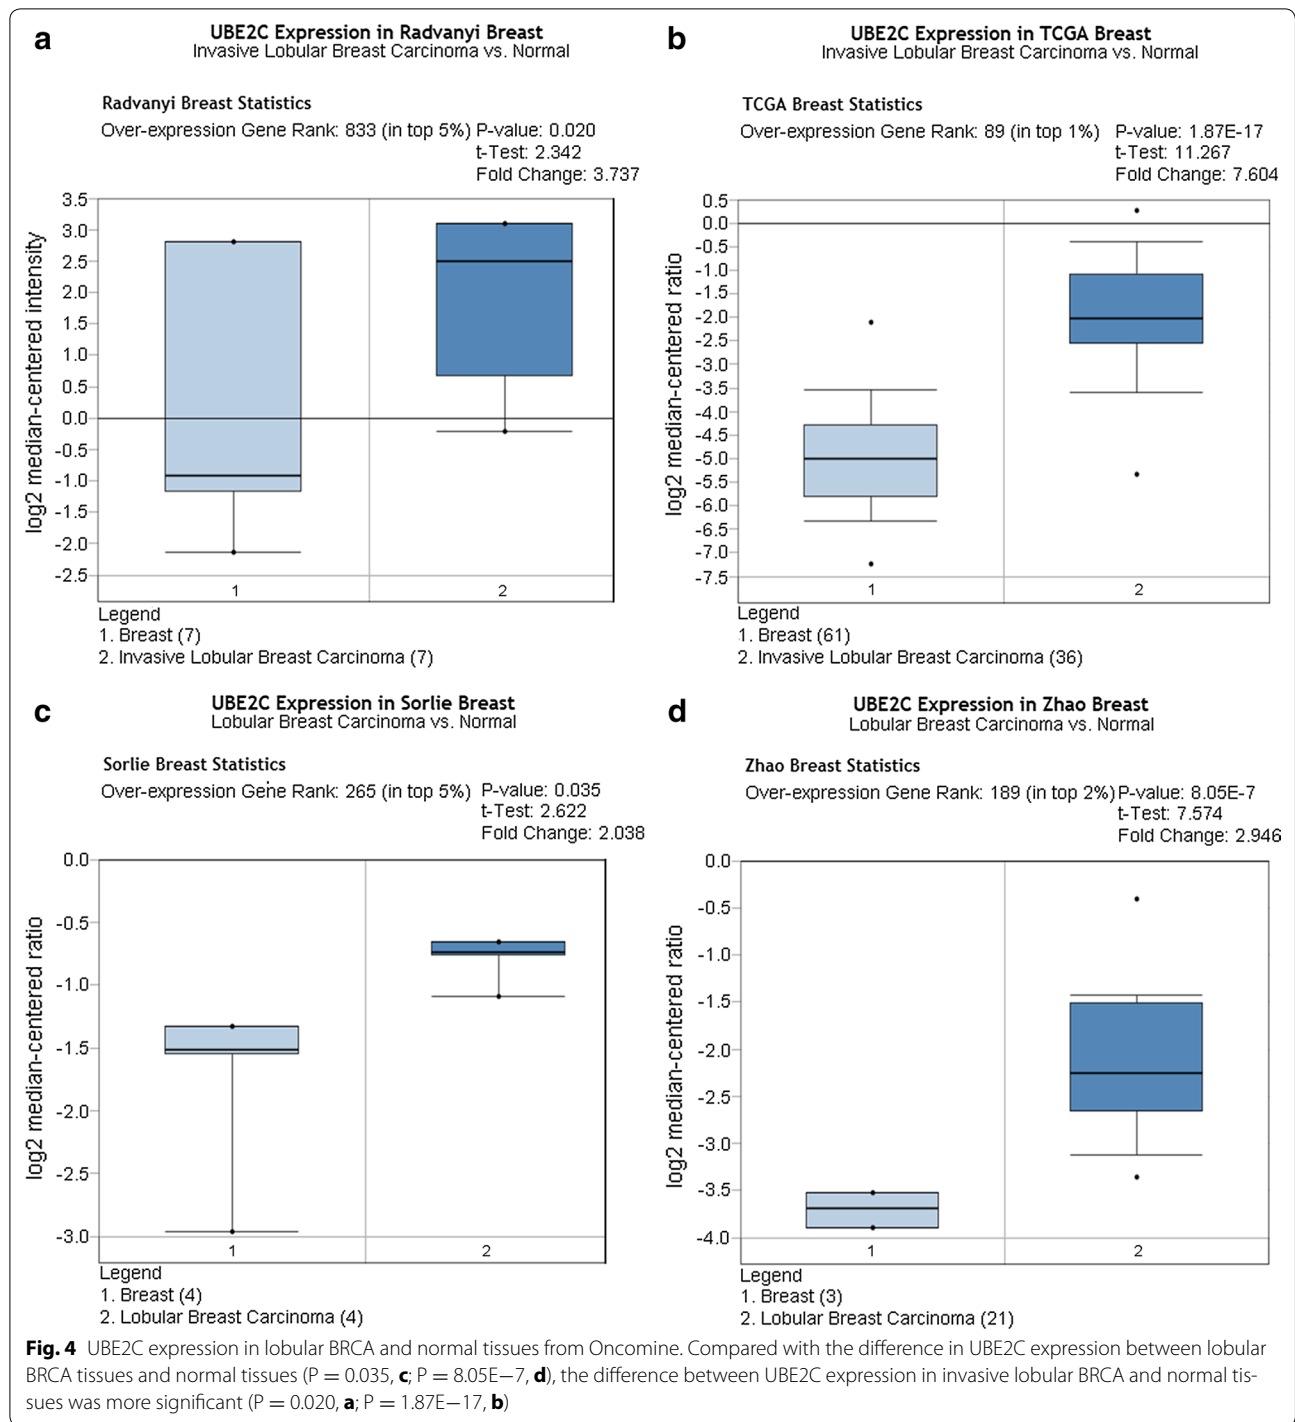 a
UBE2C Expression in Radvanyi Breast
Invasive Lobular Breast Carcinoma vs. Normal
Radvanyi Breast Statistics
Over-expression Gene Rank: 833 (in top 5%) P-value: 0.020
t-Test: 2.342
Fold Change: 3.737
log2 median-centered intensity
3.5
3.0
2.5
2.0
1.5
1.0
0.5
0.0
-0.5
-1.0
-1.5
-2.0
-2.5
1 2
Legend
1. Breast (7)
2. Invasive Lobular Breast Carcinoma (7)
b
UBE2C Expression in TCGA Breast
Invasive Lobular Breast Carcinoma vs. Normal
TCGA Breast Statistics
Over-expression Gene Rank: 89 (in top 1%) P-value: 1.87E-17
t-Test: 11.267
Fold Change: 7.604
log2 median-centered ratio
0.5
0.0
-0.5
-1.0
-1.5
-2.0
-2.5
-3.0
-3.5
-4.0
-4.5
-5.0
-5.5
-6.0
-6.5
-7.0
-7.5
1 2
Legend
1. Breast (61)
2. Invasive Lobular Breast Carcinoma (36)
c
UBE2C Expression in Sorlie Breast
Lobular Breast Carcinoma vs. Normal
Sorlie Breast Statistics
Over-expression Gene Rank: 265 (in top 5%) P-value: 0.035
t-Test: 2.622
Fold Change: 2.038
log2 median-centered ratio
0.0
-0.5
-1.0
-1.5
-2.0
-2.5
-3.0
1 2
Legend
1. Breast (4)
2. Lobular Breast Carcinoma (4)
d
UBE2C Expression in Zhao Breast
Lobular Breast Carcinoma vs. Normal
Zhao Breast Statistics
Over-expression Gene Rank: 189 (in top 2%) P-value: 8.05E-7
t-Test: 7.574
Fold Change: 2.946
log2 median-centered ratio
0.0
-0.5
-1.0
-1.5
-2.0
-2.5
-3.0
-3.5
-4.0
1 2
Legend
1. Breast (3)
2. Lobular Breast Carcinoma (21)
Fig. 4 UBE2C expression in lobular BRCA and normal tissues from Oncomine. Compared with the difference in UBE2C expression between lobular
BRCA tissues and normal tissues (P = 0.035, c; P = 8.05E−7, d), the difference between UBE2C expression in invasive lobular BRCA and normal tis-
sues was more significant (P = 0.020, a; P = 1.87E−17, b)